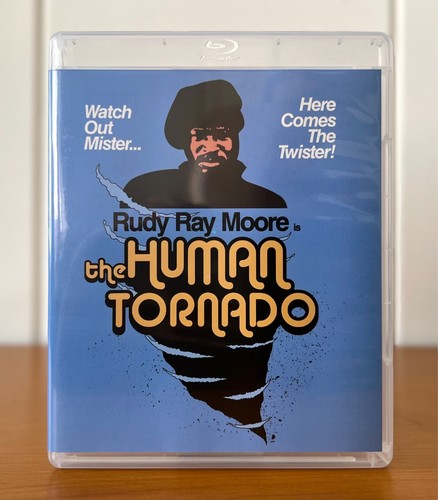 Watch
Out
Mister...
Here
Comes
The
Twister!
Rudy Ray Moore is
the HUMAN
TORNADO